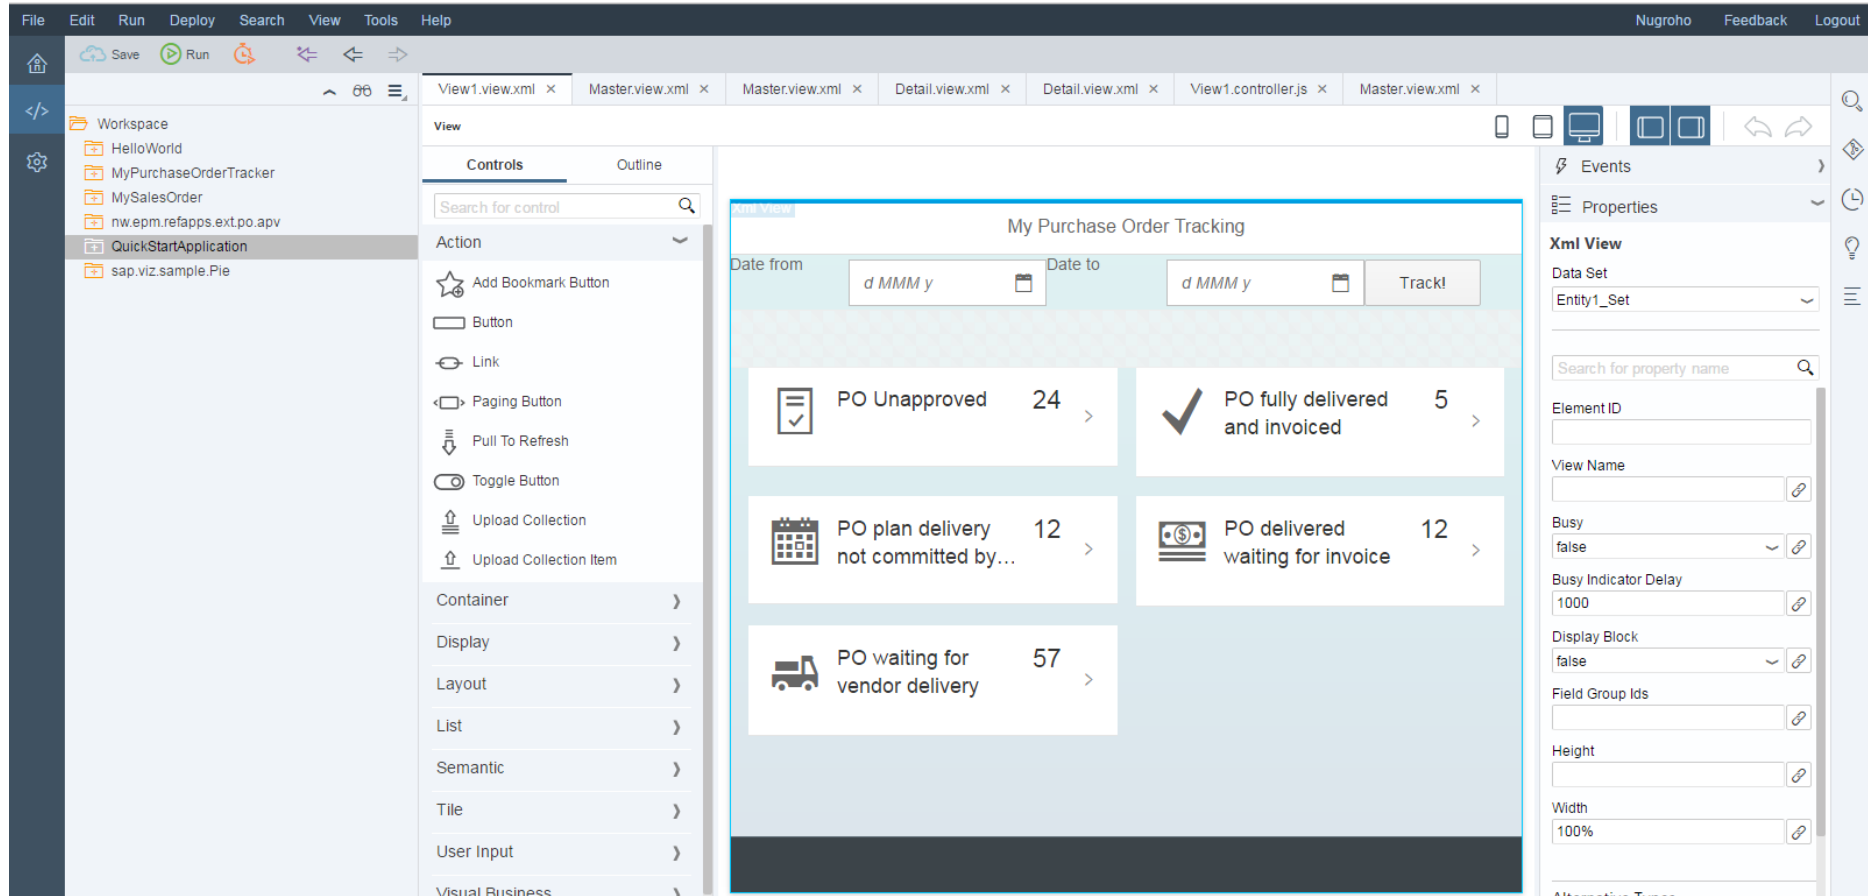 File Edit Run Deploy Search View Tools Help Nugroho Feedback Logout
Save Run
View1.view.xml × Master.view.xml × Master.view.xml × Detail.view.xml × Detail.view.xml × View1.controller.js × Master.view.xml ×
Workspace
HelloWorld
MyPurchaseOrderTracker
MySalesOrder
nw.epm.refapps.ext.po.apv
QuickStartApplication
sap.viz.sample.Pie
View
Controls Outline
Search for control
Action
Add Bookmark Button
Button
Link
Paging Button
Pull To Refresh
Toggle Button
Upload Collection
Upload Collection Item
Container
Display
Layout
List
Semantic
Tile
User Input
Visual Business
Xml View
My Purchase Order Tracking
Date from d MMM y Date to d MMM y Track!
PO Unapproved 24
PO fully delivered 5
and invoiced
PO plan delivery 12
not committed by...
PO delivered 12
waiting for invoice
PO waiting for 57
vendor delivery
Events
Properties
Xml View
Data Set
Entity1_Set
Search for property name
Element ID
View Name
Busy
false
Busy Indicator Delay
1000
Display Block
false
Field Group Ids
Height
Width
100%
Alternative Types